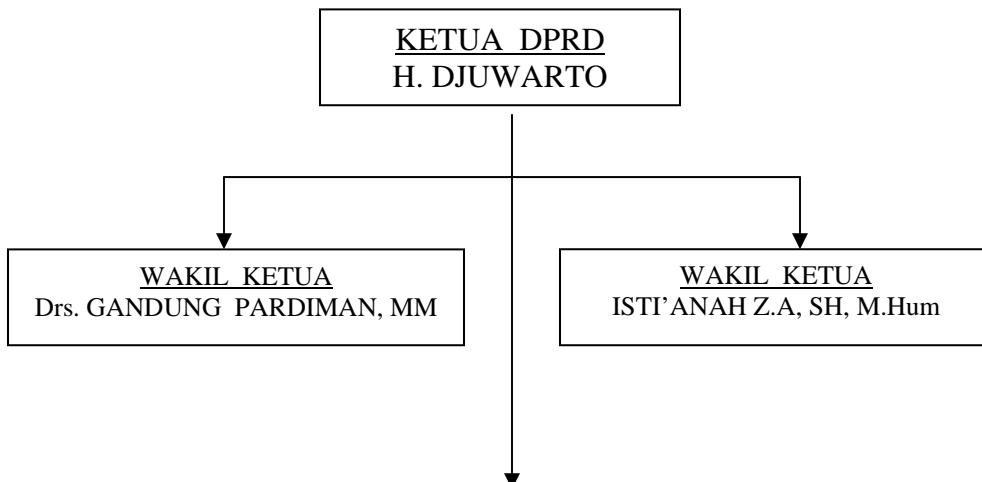 KETUA DPRD
H. DJUWARTO
WAKIL KETUA
Drs. GANDUNG PARDIMAN, MM
WAKIL KETUA
ISTI’ANAH Z.A, SH, M.Hum